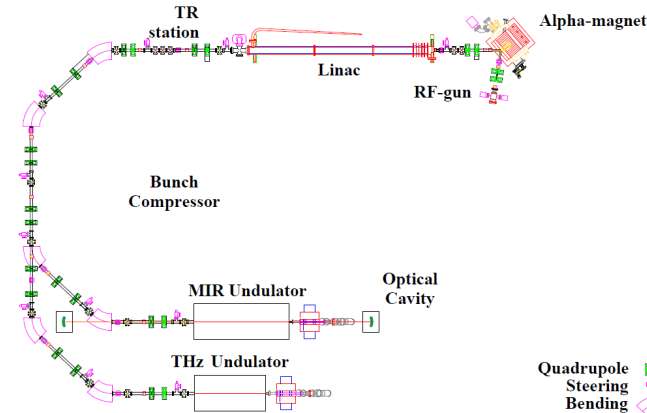 TR
station
Alpha-magnet
Linac
RF-gun
Bunch
Compressor
MIR Undulator
Optical
Cavity
THz Undulator
Quadrupole
Steering
Bending